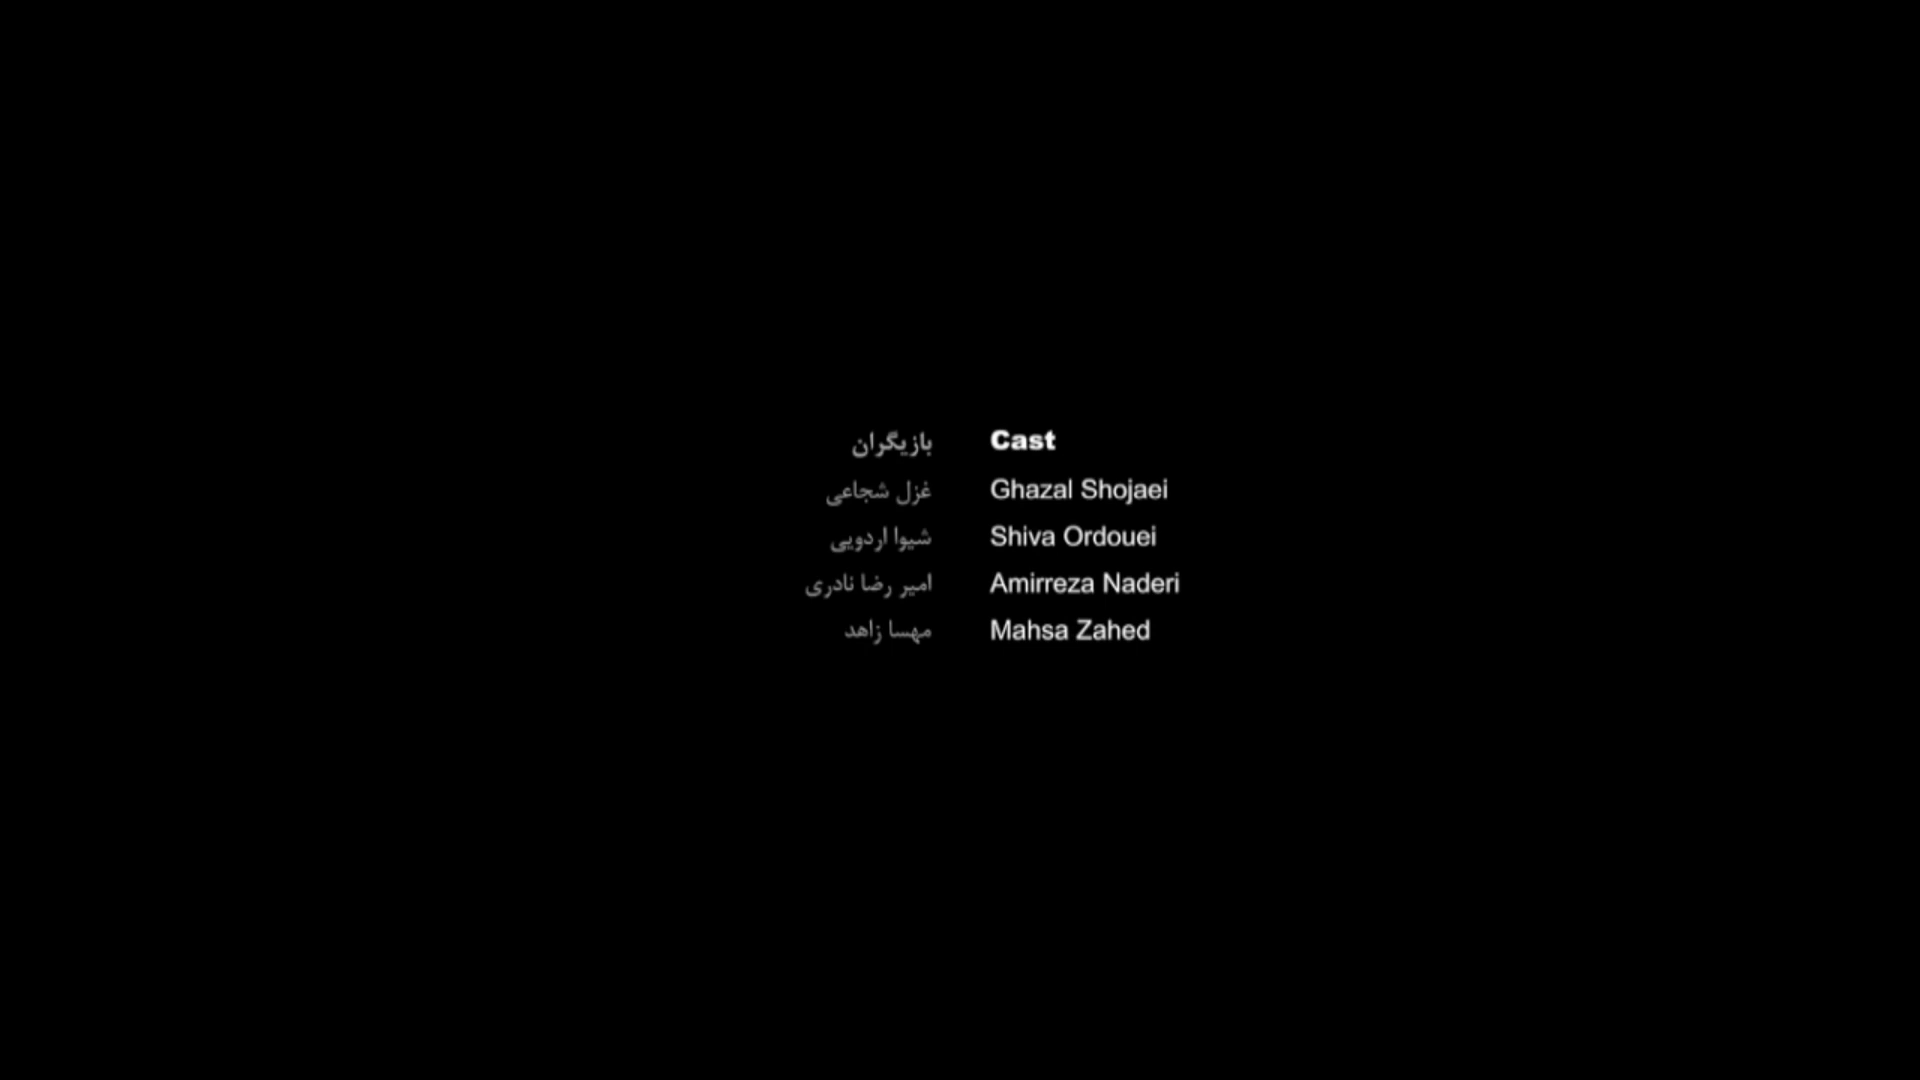 بازیگران Cast
غزل شجاعی Ghazal Shojaei
شیوا اردویی Shiva Ordouei
امیر رضا نادری Amirreza Naderi
مهسا زاهد Mahsa Zahed